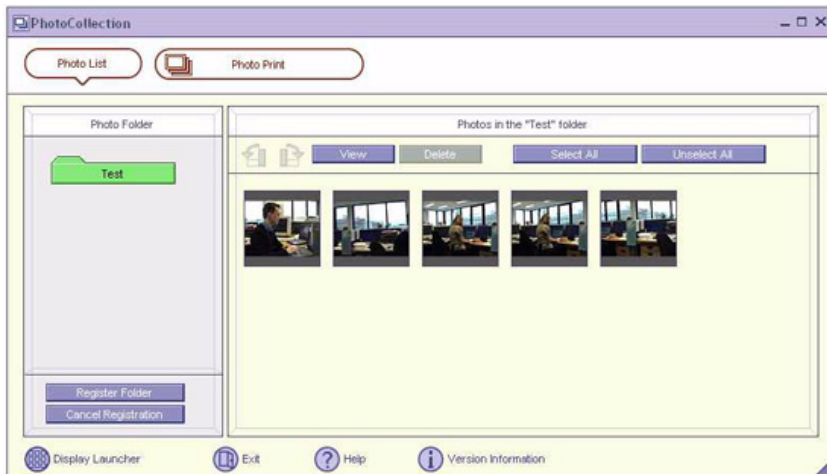 PhotoCollection
Photo List
Photo Print
Photo Folder
Photos in the "Test" folder
View
Delete
Select All
Unselect All
Test
Register Folder
Cancel Registration
Display Launcher
Exit
Help
Version Information